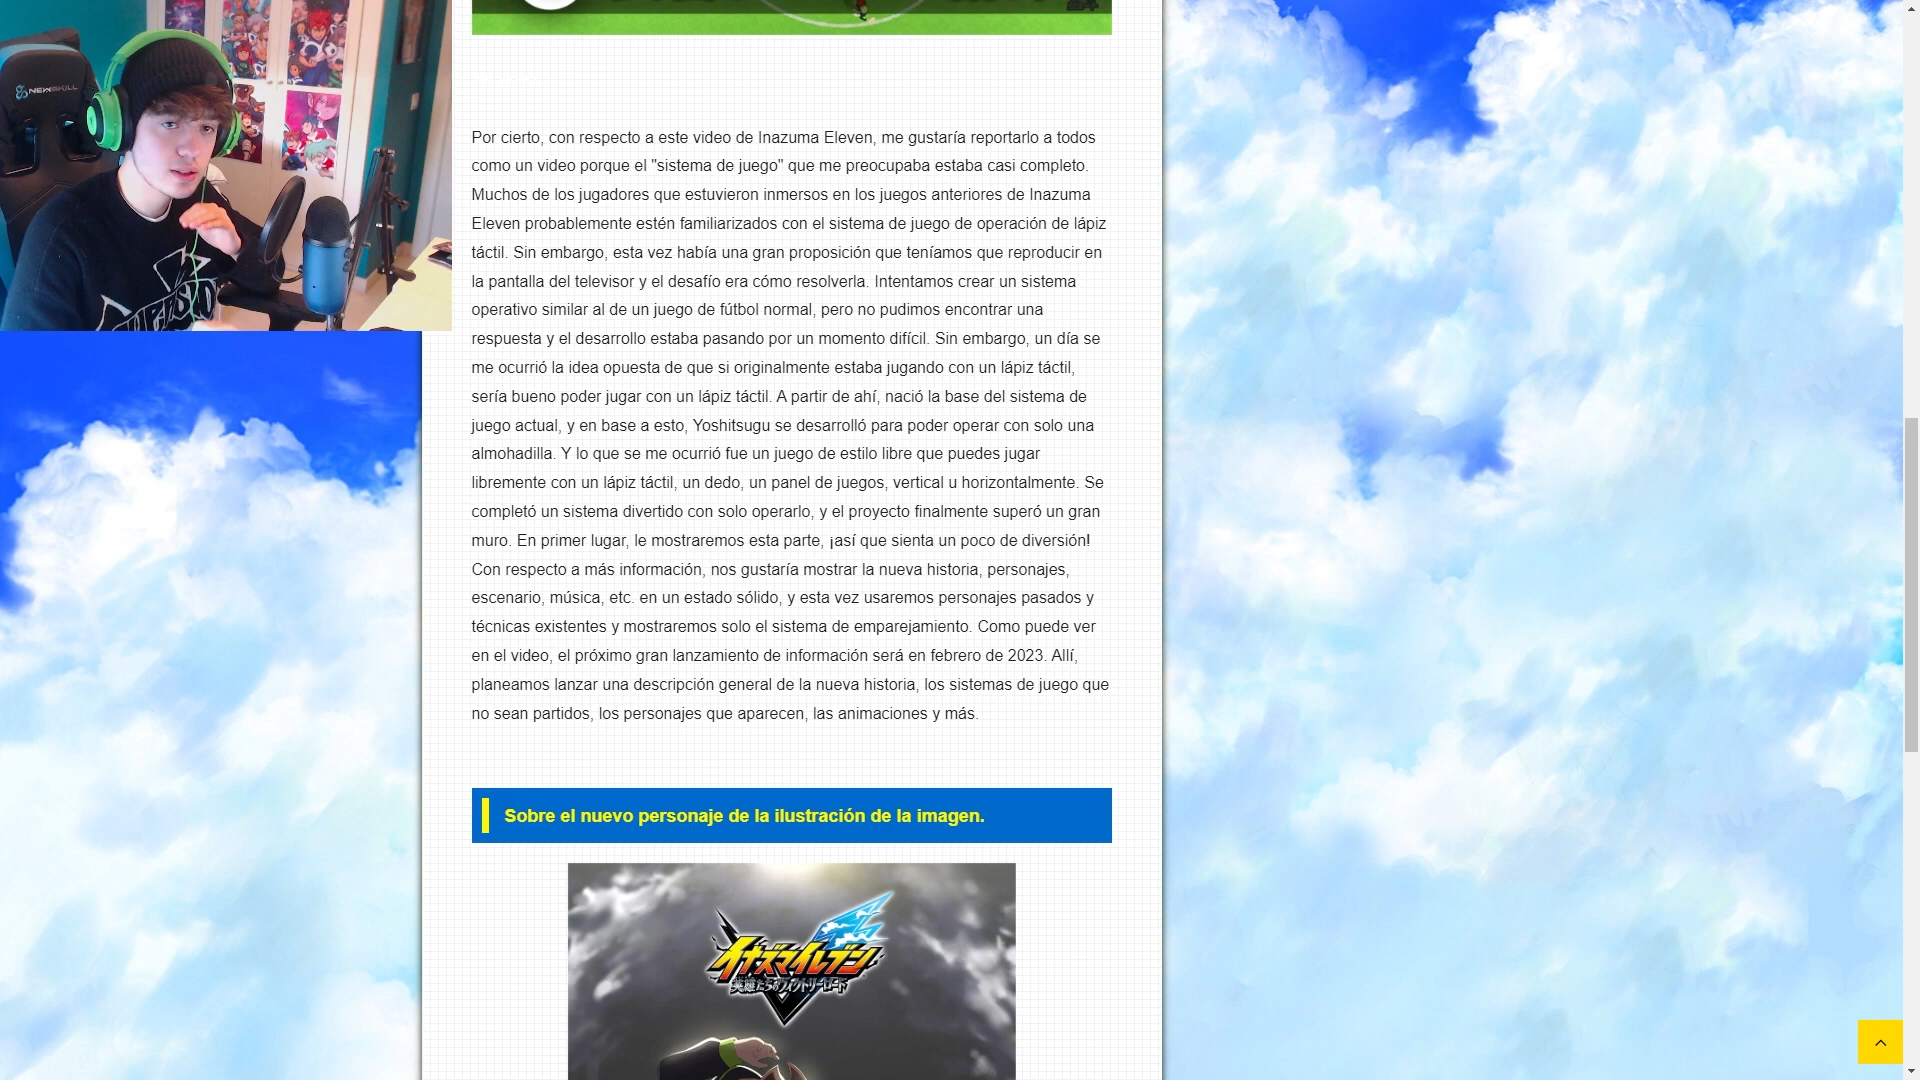 NEWSKILL
Por cierto, con respecto a este video de Inazuma Eleven, me gustaría reportarlo a todos
como un video porque el "sistema de juego" que me preocupaba estaba casi completo.
Muchos de los jugadores que estuvieron inmersos en los juegos anteriores de Inazuma
Eleven probablemente estén familiarizados con el sistema de juego de operación de lápiz
táctil. Sin embargo, esta vez había una gran proposición que teníamos que reproducir en
la pantalla del televisor y el desafío era cómo resolverla. Intentamos crear un sistema
operativo similar al de un juego de fútbol normal, pero no pudimos encontrar una
respuesta y el desarrollo estaba pasando por un momento difícil. Sin embargo, un día se
me ocurrió la idea opuesta de que si originalmente estaba jugando con un lápiz táctil,
sería bueno poder jugar con un lápiz táctil. A partir de ahí, nació la base del sistema de
juego actual, y en base a esto, Yoshitsugu se desarrolló para poder operar con solo una
almohadilla. Y lo que se me ocurrió fue un juego de estilo libre que puedes jugar
libremente con un lápiz táctil, un dedo, un panel de juegos, vertical u horizontalmente. Se
completó un sistema divertido con solo operarlo, y el proyecto finalmente superó un gran
muro. En primer lugar, le mostraremos esta parte, ¡así que sienta un poco de diversión!
Con respecto a más información, nos gustaría mostrar la nueva historia, personajes,
escenario, música, etc. en un estado sólido, y esta vez usaremos personajes pasados y
técnicas existentes y mostraremos solo el sistema de emparejamiento. Como puede ver
en el video, el próximo gran lanzamiento de información será en febrero de 2023. Allí,
planeamos lanzar una descripción general de la nueva historia, los sistemas de juego que
no sean partidos, los personajes que aparecen, las animaciones y más.
Sobre el nuevo personaje de la ilustración de la imagen.
イナズマイレブン
英雄たちのヴィクトリーロード